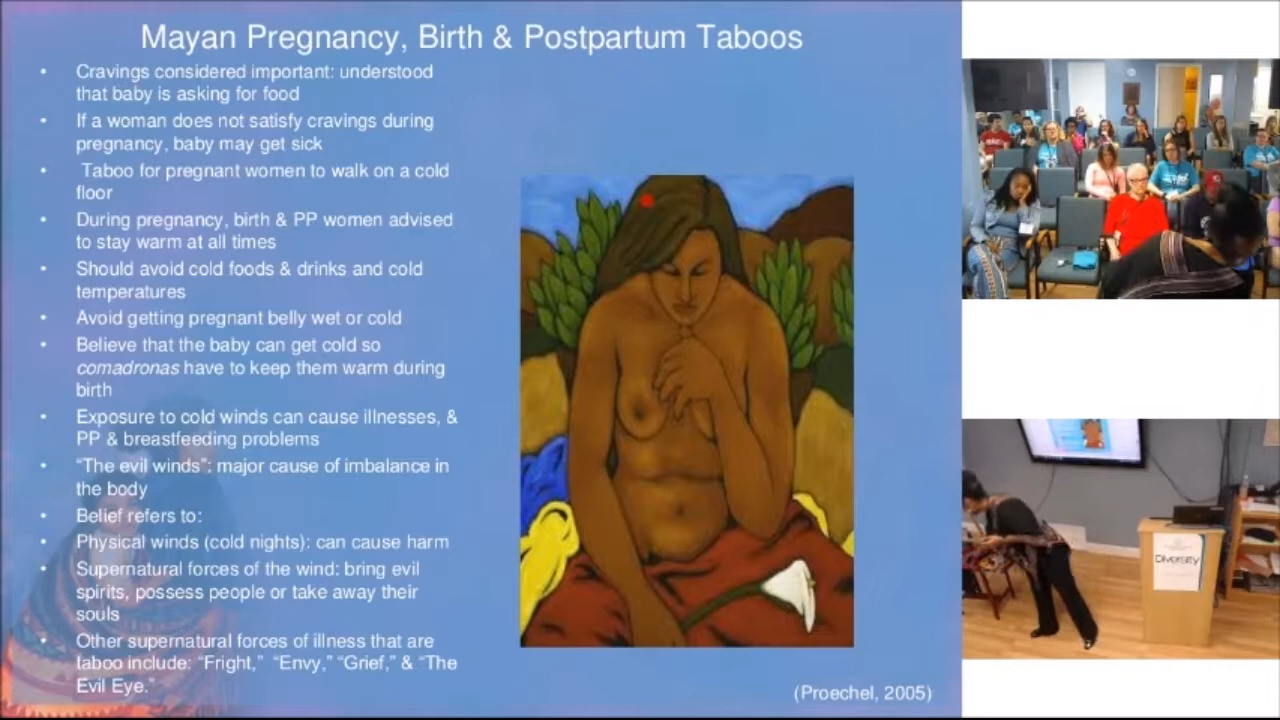 Mayan Pregnancy, Birth & Postpartum Taboos
• Cravings considered important: understood
that baby is asking for food
• If a woman does not satisfy cravings during
pregnancy, baby may get sick
• Taboo for pregnant women to walk on a cold
floor
• During pregnancy, birth & PP women advised
to stay warm at all times
• Should avoid cold foods & drinks and cold
temperatures
• Avoid getting pregnant belly wet or cold
• Believe that the baby can get cold so
comadronas have to keep them warm during
birth
• Exposure to cold winds can cause illnesses, &
PP & breastfeeding problems
• “The evil winds”: major cause of imbalance in
the body
• Belief refers to:
• Physical winds (cold nights): can cause harm
• Supernatural forces of the wind: bring evil
spirits, possess people or take away their
souls
• Other supernatural forces of illness that are
taboo include: “Fright,” “Envy,” “Grief,” & “The
Evil Eye.”
(Proechel, 2005)
Diversity